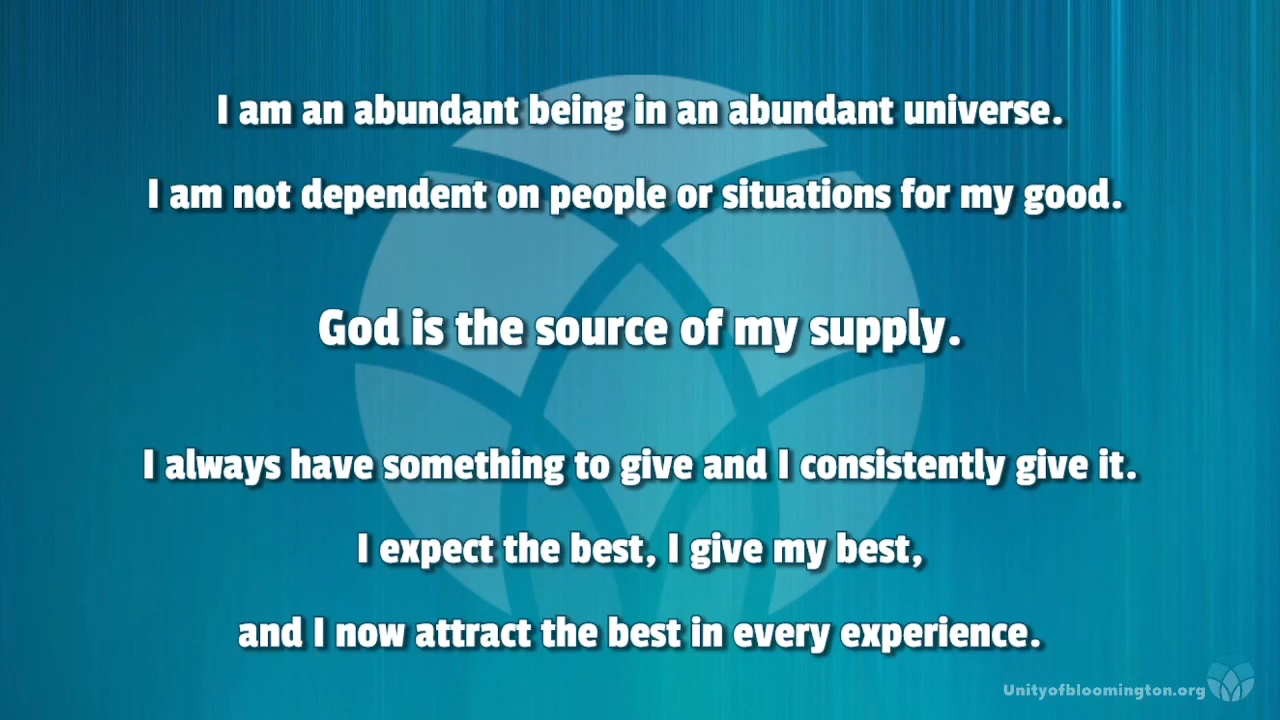 I am an abundant being in an abundant universe.
I am not dependent on people or situations for my good.
God is the source of my supply.
I always have something to give and I consistently give it.
I expect the best, I give my best,
and I now attract the best in every experience.
Unityofbloomington.org